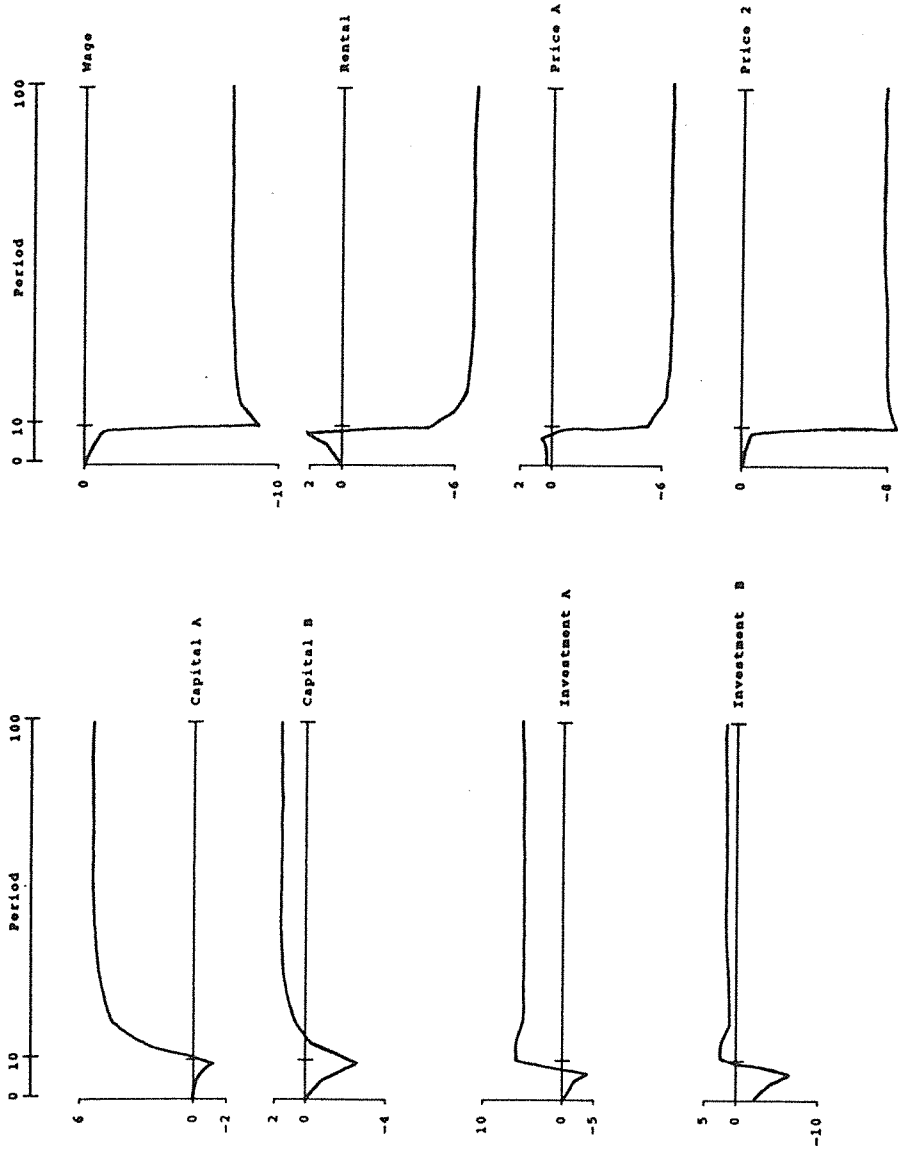 0 10 Period 100
6
0 Capital A
-2
2
0 Capital B
-4
10
0 Investment A
-5
5
0 Investment B
-10
0 10 Period 100
0 Wage
-10
2
0 Rental
-6
2
0 Price A
-6
0 Price 2
-8